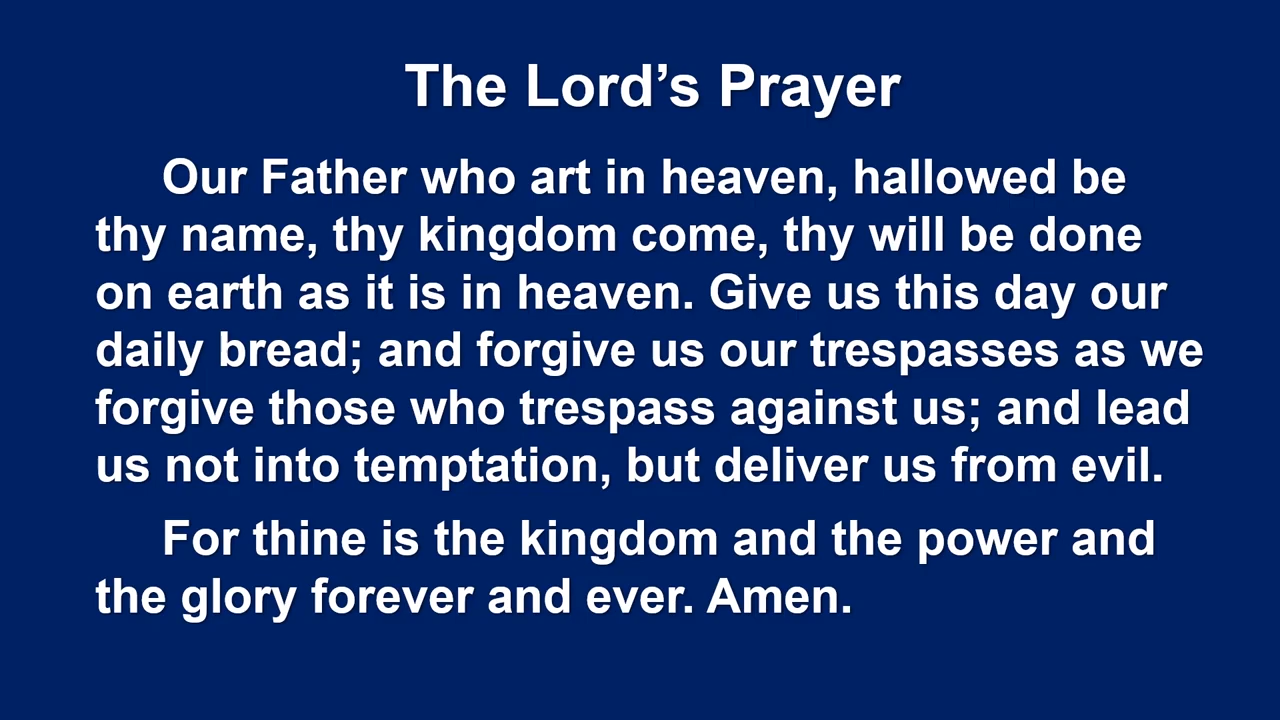 The Lord’s Prayer
Our Father who art in heaven, hallowed be
thy name, thy kingdom come, thy will be done
on earth as it is in heaven. Give us this day our
daily bread; and forgive us our trespasses as we
forgive those who trespass against us; and lead
us not into temptation, but deliver us from evil.
For thine is the kingdom and the power and
the glory forever and ever. Amen.